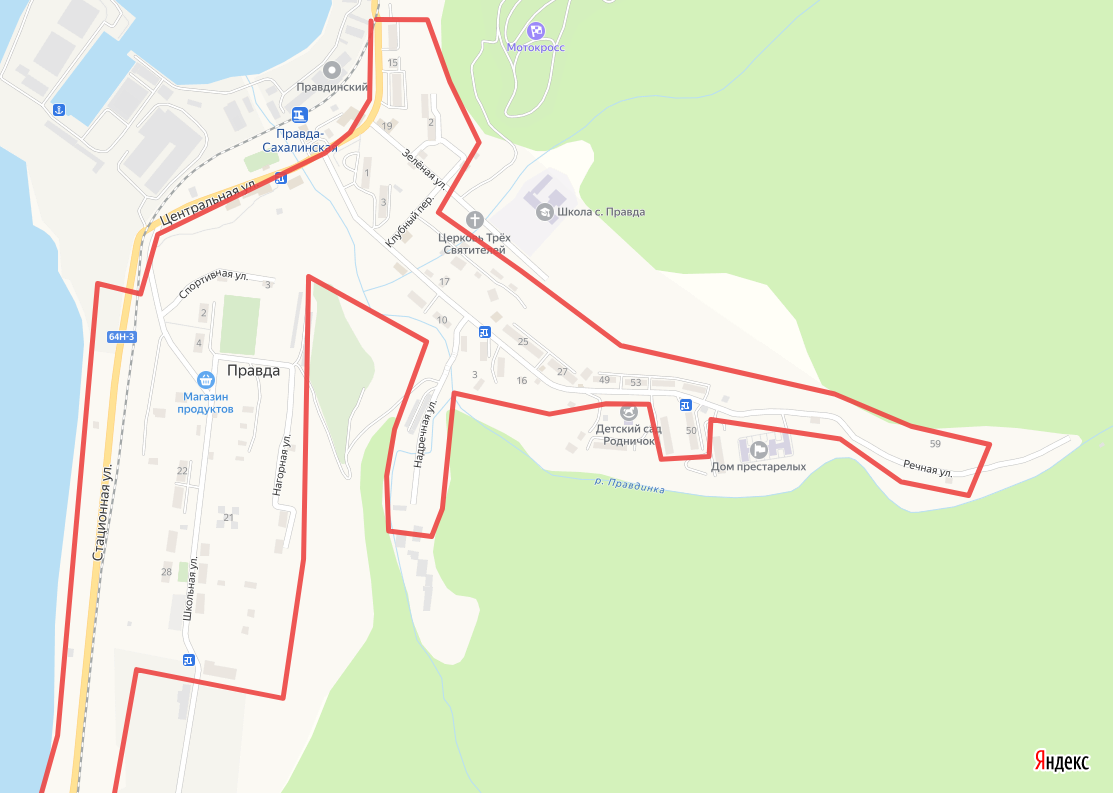 Мотокросс
15
Правдинский
Правда-
Сахалинская
19
2
Зелёная ул.
1
3
Центральная ул.
Клубный пер.
Школа с. Правда
Церковь Трёх
Святителей
Спортивная ул.
3
17
2
10
64Н-3
4
25
Правда
3
16
27
49
53
Магазин
продуктов
Детский сад
Родничок
50
59
Надречная ул.
Дом престарелых
Речная ул.
р. Правдинка
Нагорная ул.
22
Стационная ул.
21
28
Школьная ул.
Яндекс